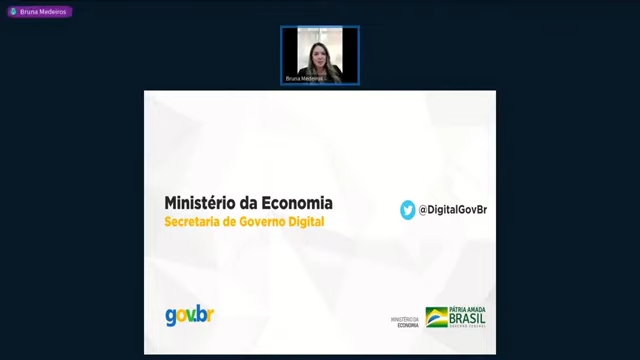 Bruna Medeiros
Bruna Medeiros
Ministério da Economia
Secretaria de Governo Digital
@DigitalGovBr
gov.br
MINISTÉRIO DA
ECONOMIA
PÁTRIA AMADA
BRASIL
GOVERNO FEDERAL